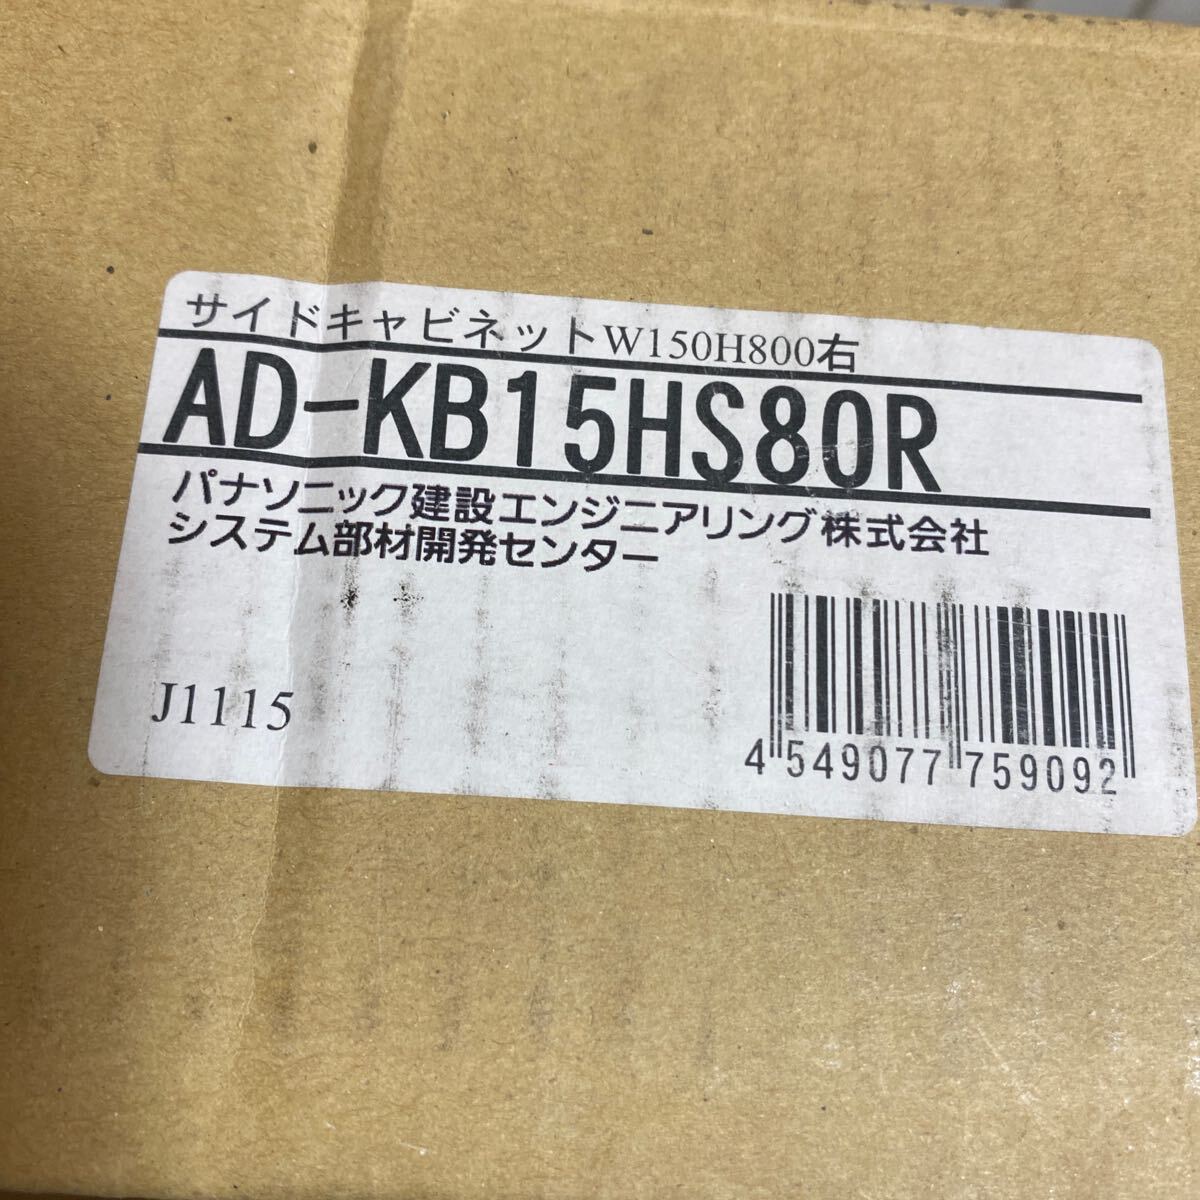 サイドキャビネットW150H800右
AD-KB15HS80R
パナソニック建設エンジニアリング株式会社
システム部材開発センター
J1115
4 549077 759092